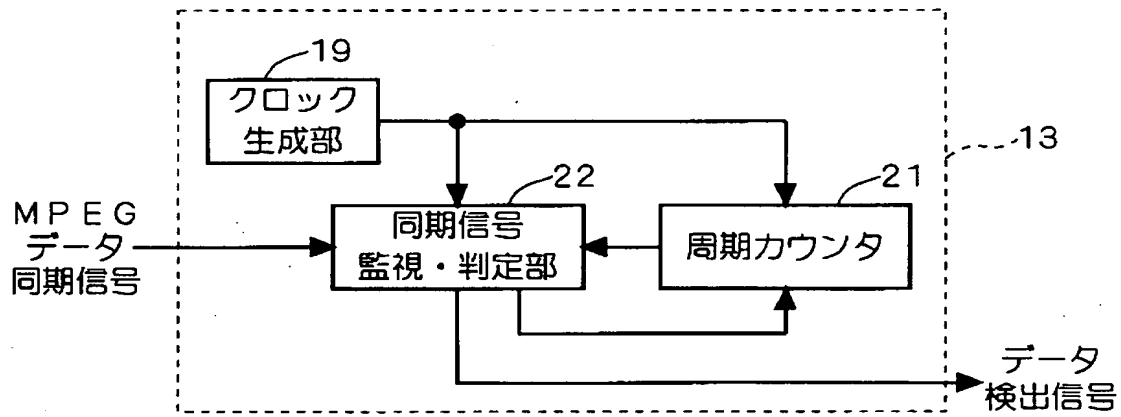 19
クロック
生成部
13
22
21
MPEG
データ
同期信号
同期信号
監視・判定部
周期カウンタ
データ
検出信号